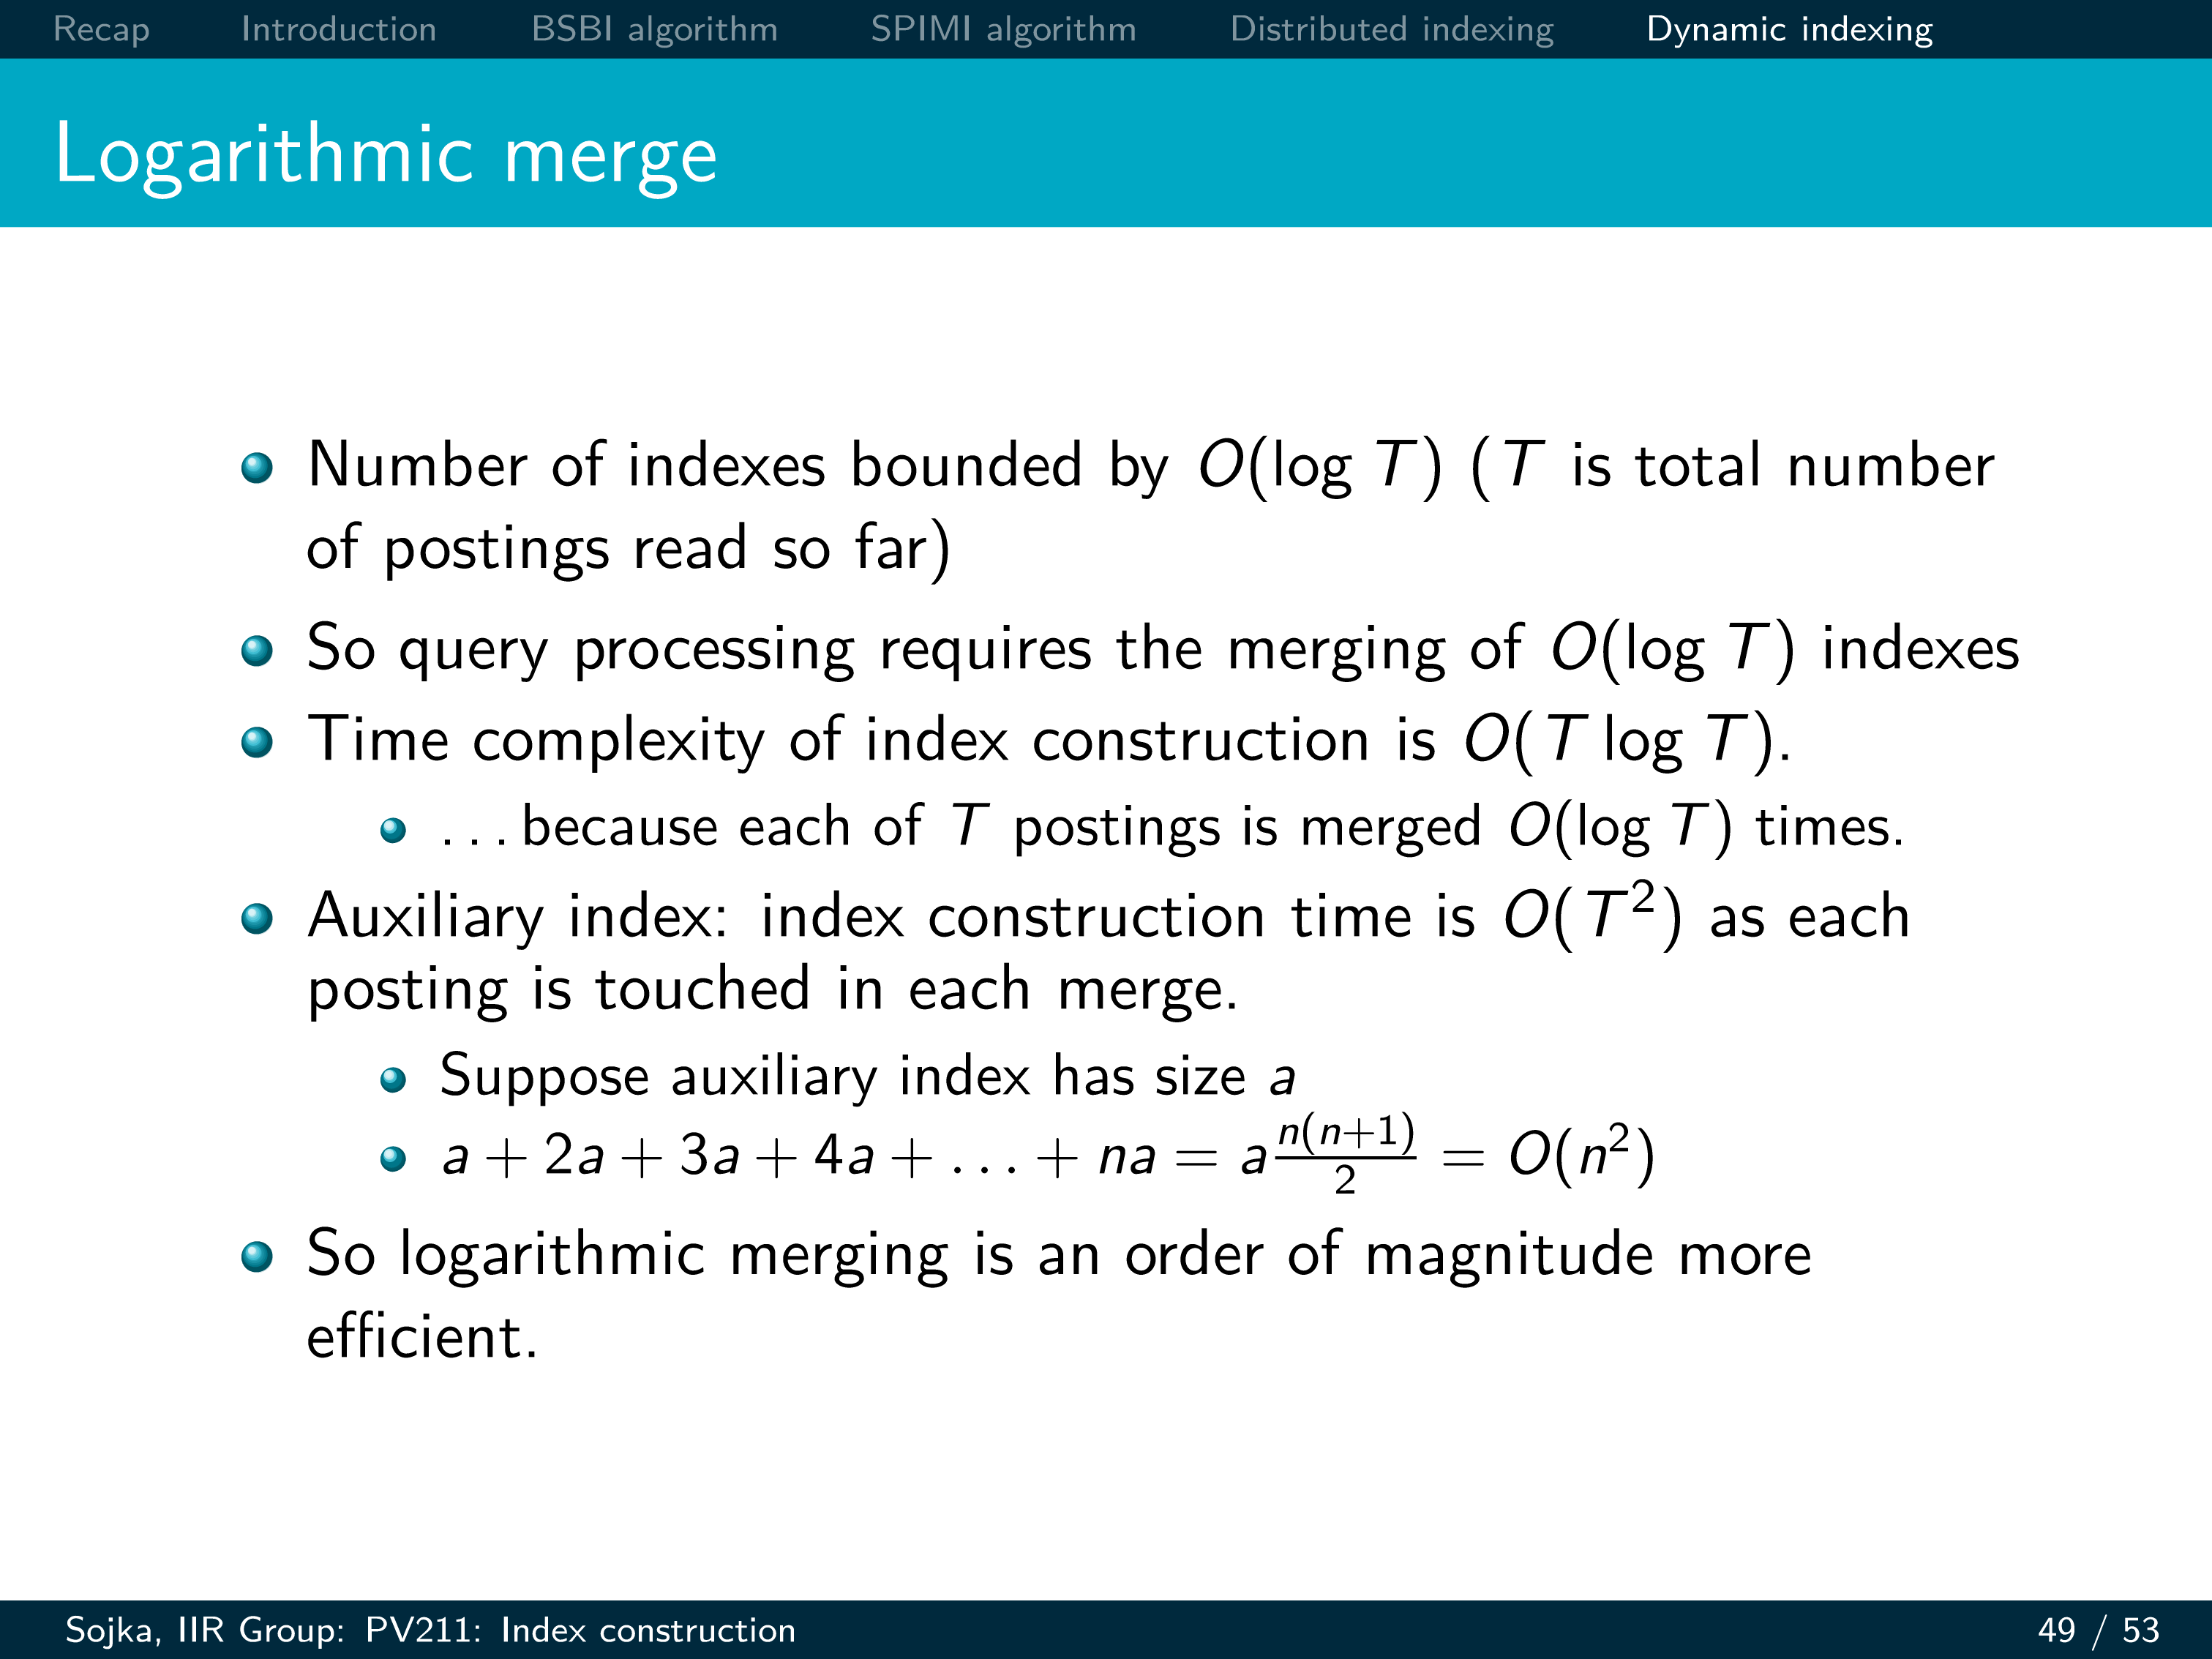 Recap Introduction BSBI algorithm SPIMI algorithm Distributed indexing Dynamic indexing
Logarithmic merge
Number of indexes bounded by O(log T) (T is total number
of postings read so far)
So query processing requires the merging of O(log T) indexes
Time complexity of index construction is O(T log T).
. . . because each of T postings is merged O(log T) times.
Auxiliary index: index construction time is O(T²) as each
posting is touched in each merge.
Suppose auxiliary index has size a
a + 2a + 3a + 4a + . . . + na = a n(n+1)/2 = O(n²)
So logarithmic merging is an order of magnitude more
efficient.
Sojka, IIR Group: PV211: Index construction 49 / 53